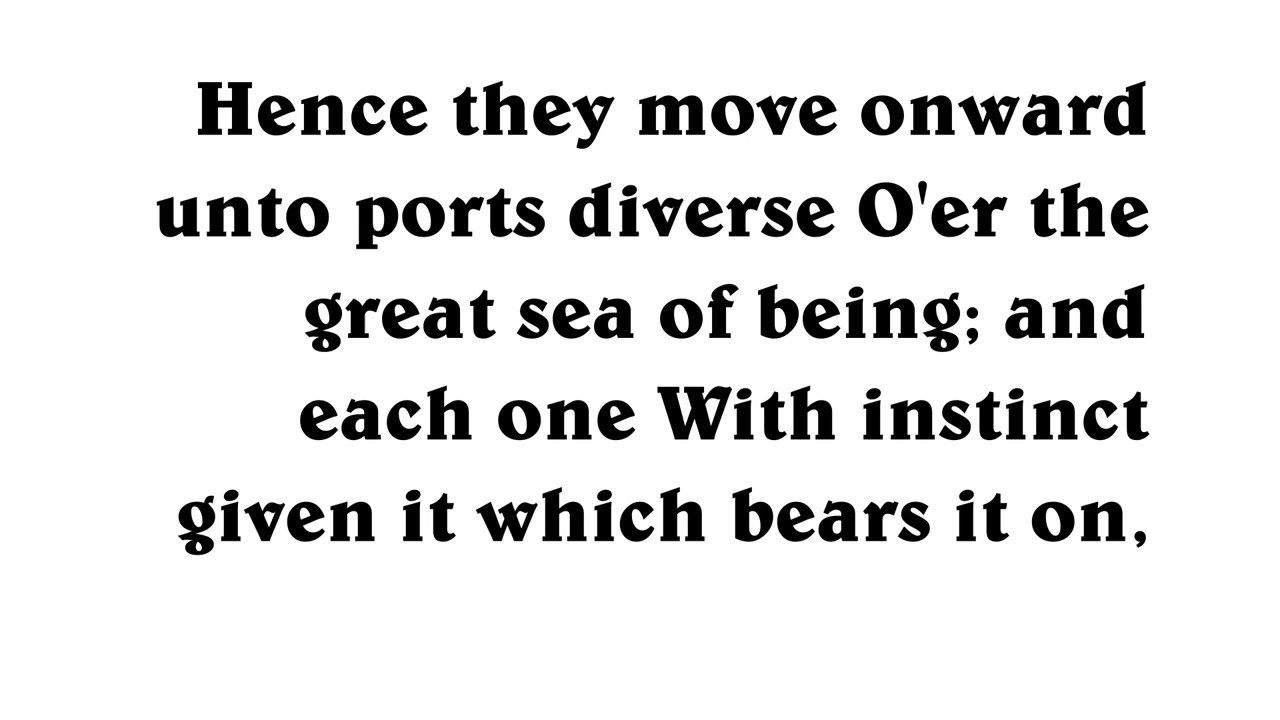 Hence they move onward
unto ports diverse O'er the
great sea of being; and
each one With instinct
given it which bears it on,